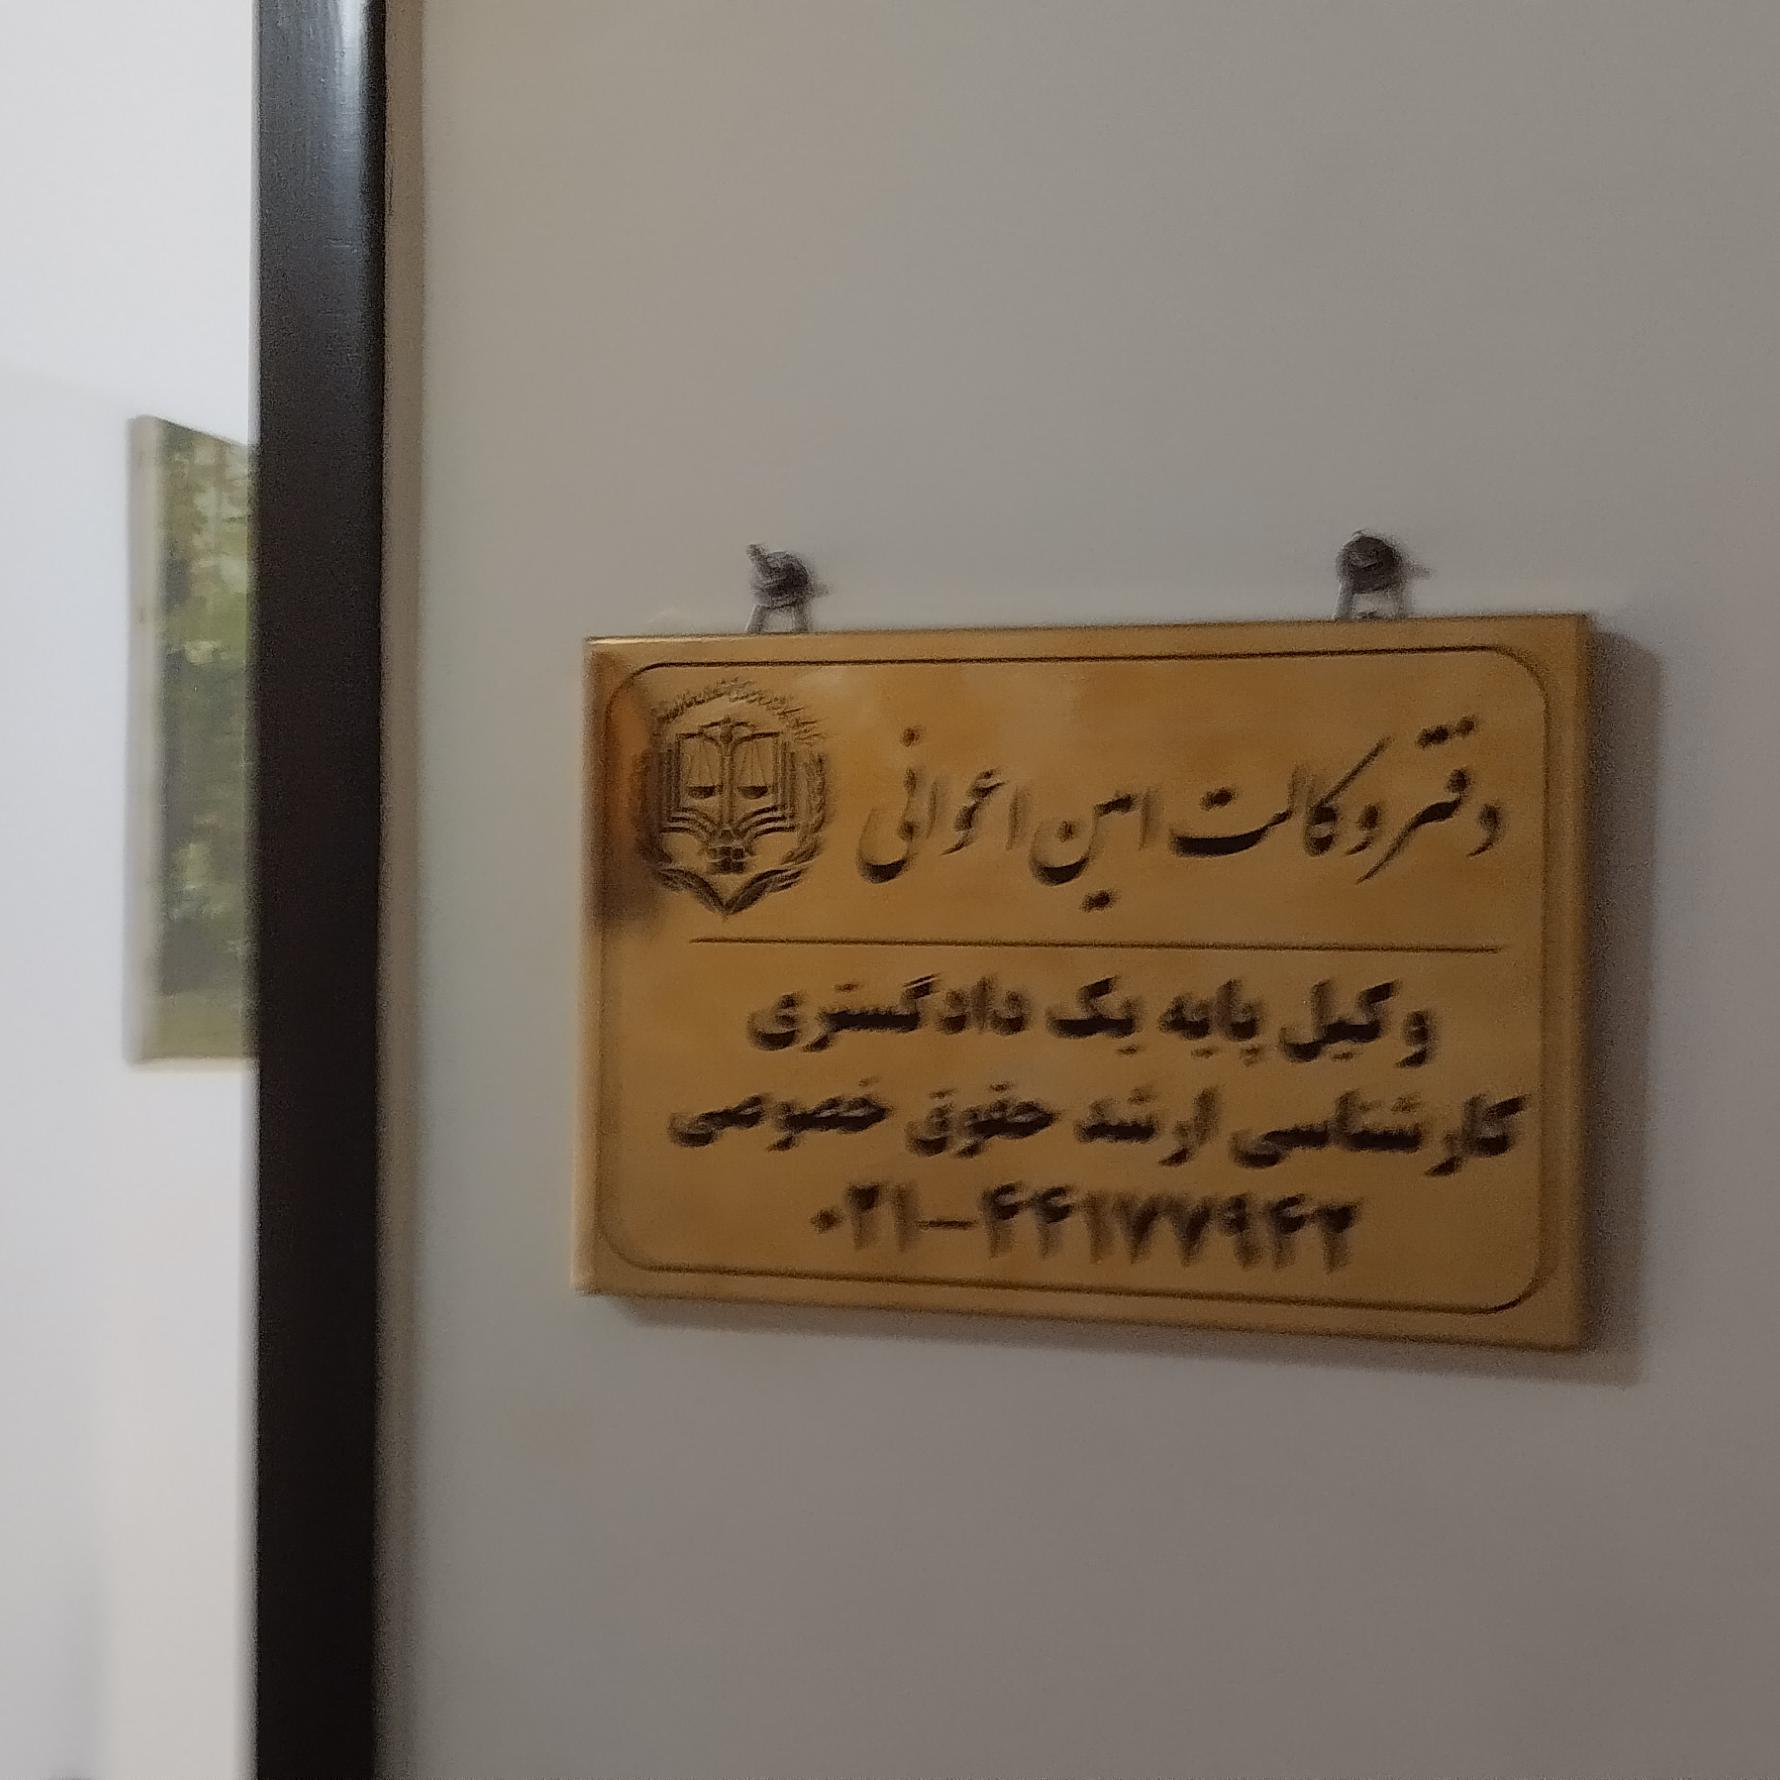 دفتر وکالت امین اعوانی
وکیل پایه یک دادگستری
کارشناسی ارشد حقوق خصوصی
۰۲۱-۴۴۱۷۷۹۴۲